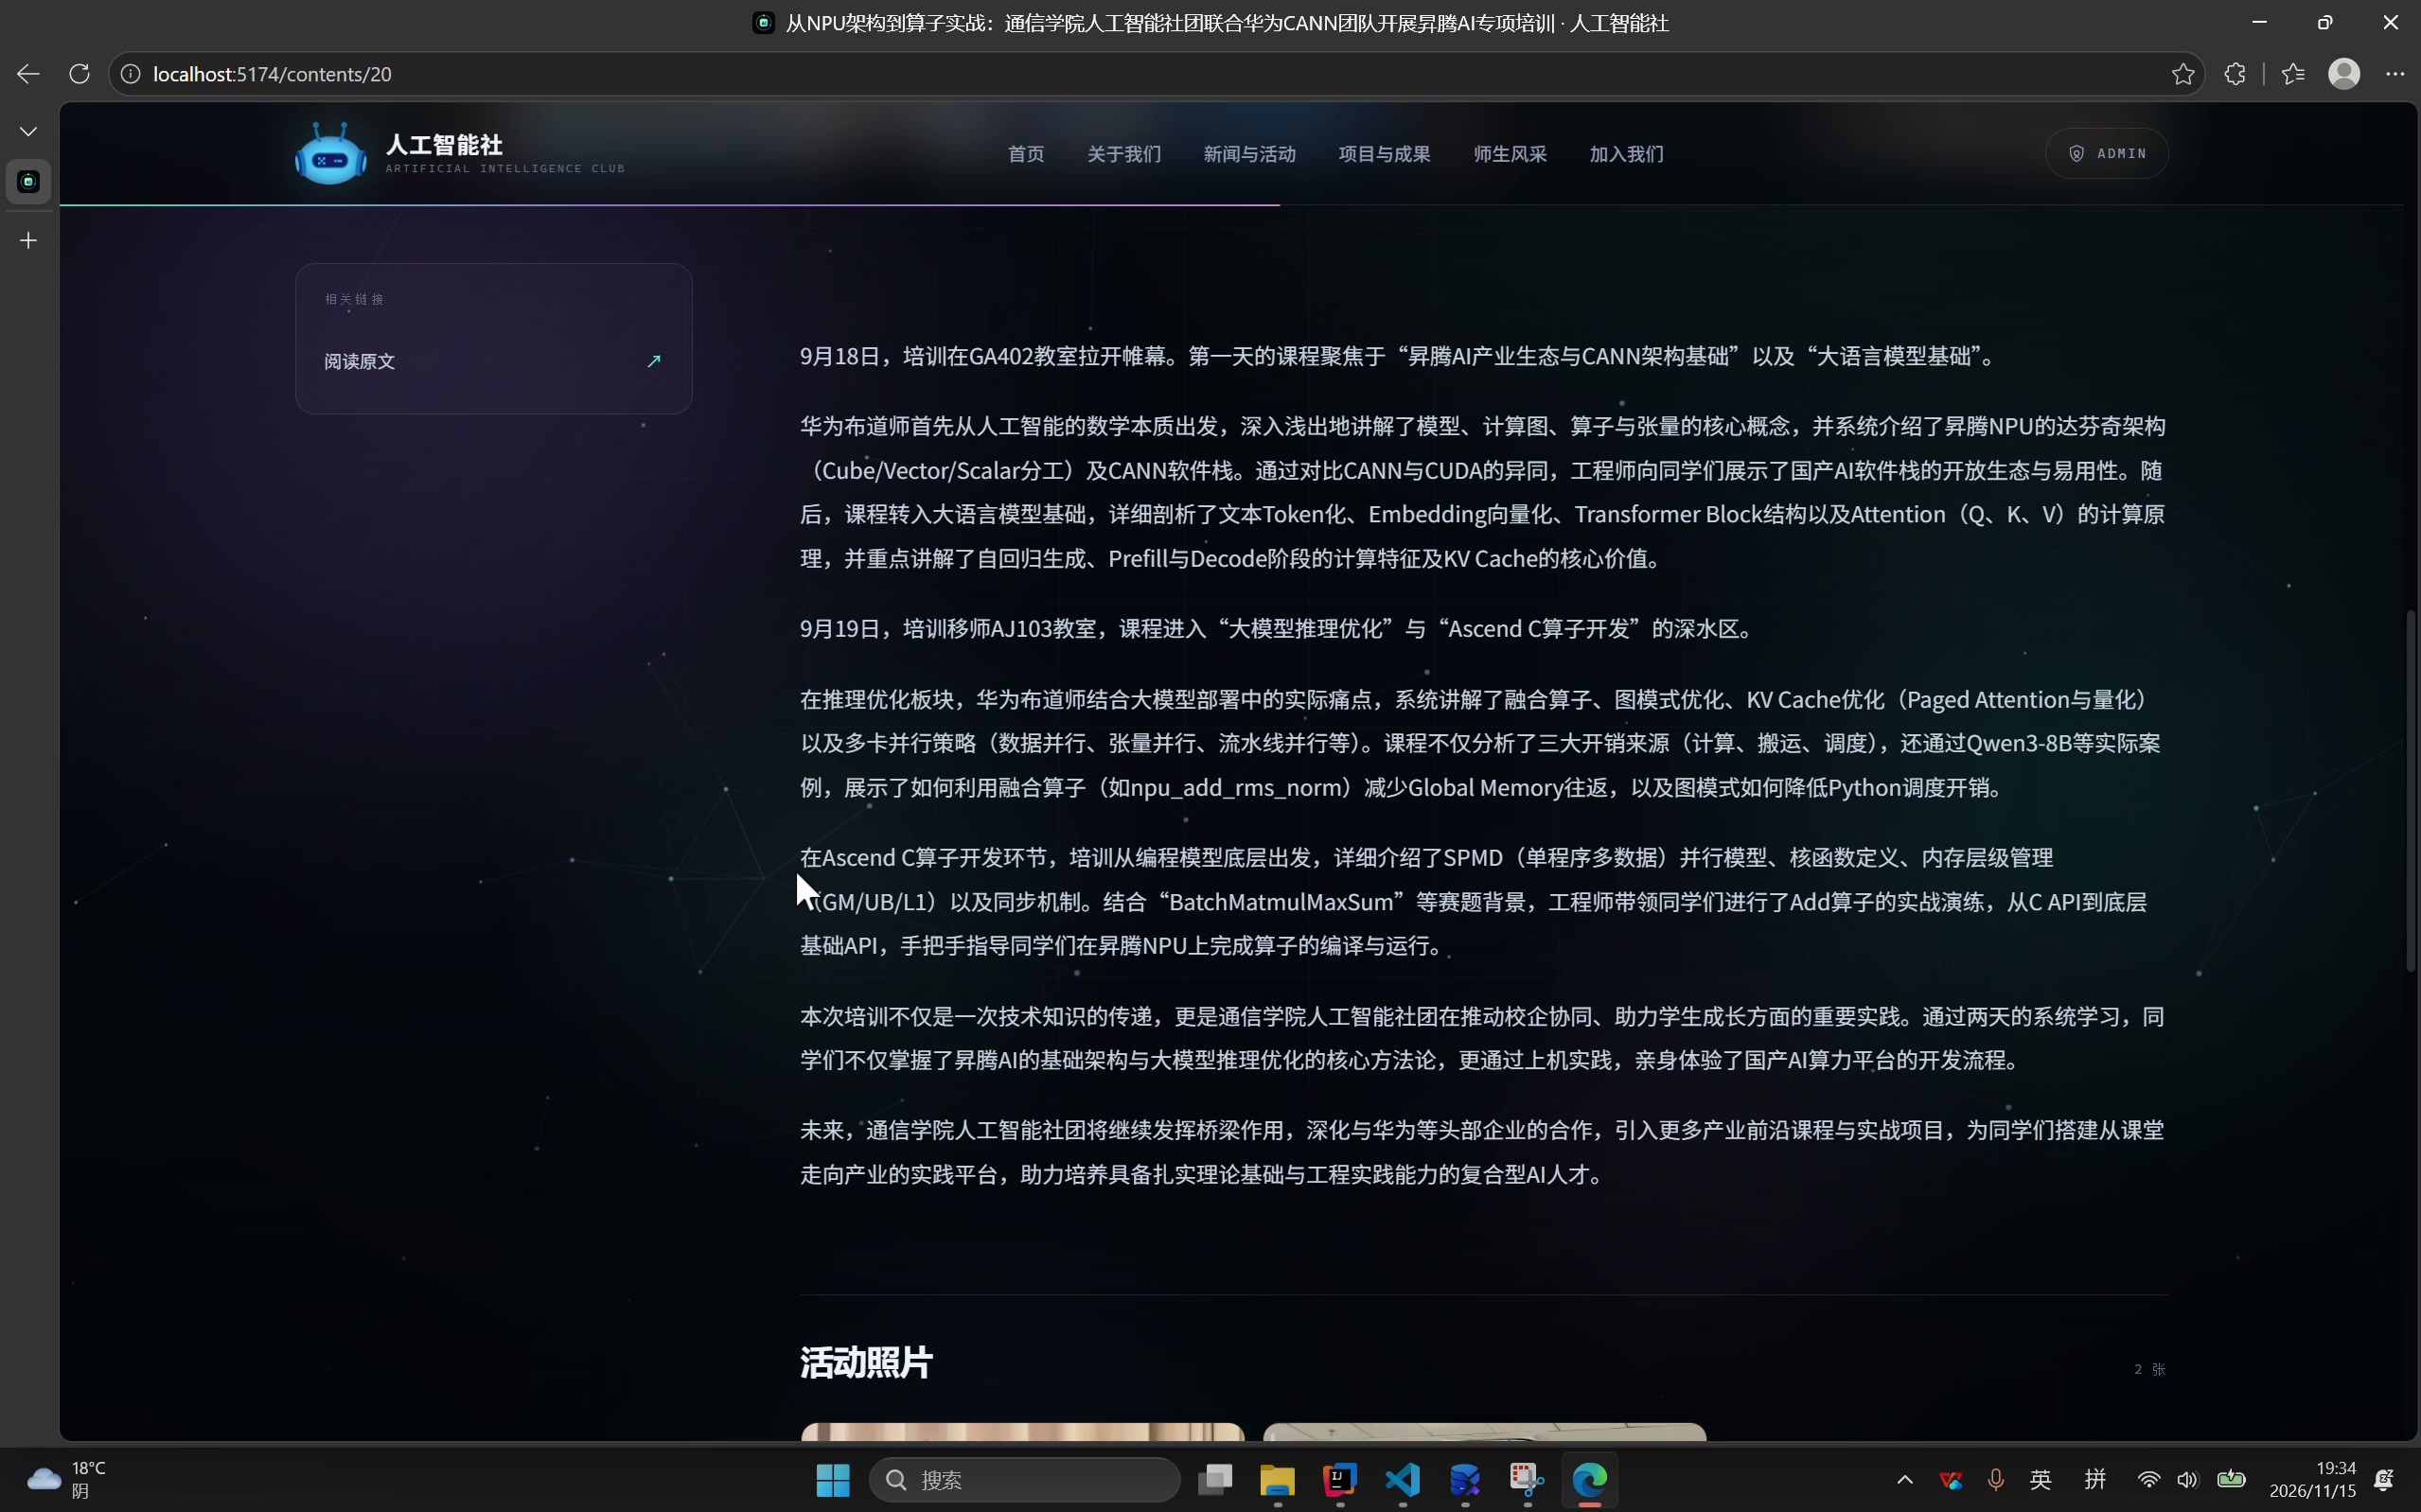 从NPU架构到算子实战：通信学院人工智能社团联合华为CANN团队开展昇腾AI专项培训 · 人工智能社
localhost:5174/contents/20
人工智能社
ARTIFICIAL INTELLIGENCE CLUB
首页 关于我们 新闻与活动 项目与成果 师生风采 加入我们
ADMIN
相关链接
阅读原文
9月18日，培训在GA402教室拉开帷幕。第一天的课程聚焦于“昇腾AI产业生态与CANN架构基础”以及“大语言模型基础”。
华为布道师首先从人工智能的数学本质出发，深入浅出地讲解了模型、计算图、算子与张量的核心概念，并系统介绍了昇腾NPU的达芬奇架构
（Cube/Vector/Scalar分工）及CANN软件栈。通过对比CANN与CUDA的异同，工程师向同学们展示了国产AI软件栈的开放生态与易用性。随
后，课程转入大语言模型基础，详细剖析了文本Token化、Embedding向量化、Transformer Block结构以及Attention（Q、K、V）的计算原
理，并重点讲解了自回归生成、Prefill与Decode阶段的计算特征及KV Cache的核心价值。
9月19日，培训移师AJ103教室，课程进入“大模型推理优化”与“Ascend C算子开发”的深水区。
在推理优化板块，华为布道师结合大模型部署中的实际痛点，系统讲解了融合算子、图模式优化、KV Cache优化（Paged Attention与量化）
以及多卡并行策略（数据并行、张量并行、流水线并行等）。课程不仅分析了三大开销来源（计算、搬运、调度），还通过Qwen3-8B等实际案
例，展示了如何利用融合算子（如npu_add_rms_norm）减少Global Memory往返，以及图模式如何降低Python调度开销。
在Ascend C算子开发环节，培训从编程模型底层出发，详细介绍了SPMD（单程序多数据）并行模型、核函数定义、内存层级管理
（GM/UB/L1）以及同步机制。结合“BatchMatmulMaxSum”等赛题背景，工程师带领同学们进行了Add算子的实战演练，从C API到底层
基础API，手把手指导同学们在昇腾NPU上完成算子的编译与运行。
本次培训不仅是一次技术知识的传递，更是通信学院人工智能社团在推动校企协同、助力学生成长方面的重要实践。通过两天的系统学习，同
学们不仅掌握了昇腾AI的基础架构与大模型推理优化的核心方法论，更通过上机实践，亲身体验了国产AI算力平台的开发流程。
未来，通信学院人工智能社团将继续发挥桥梁作用，深化与华为等头部企业的合作，引入更多产业前沿课程与实战项目，为同学们搭建从课堂
走向产业的实践平台，助力培养具备扎实理论基础与工程实践能力的复合型AI人才。
活动照片
2 张
18°C
阴
搜索
英 拼
19:34
2026/11/15